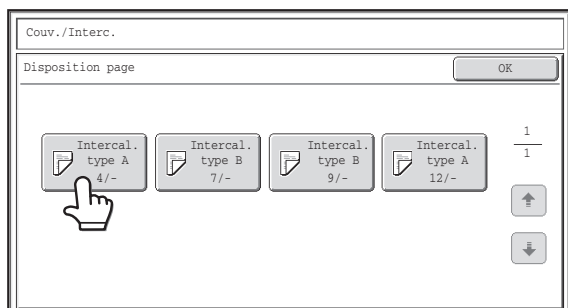 Couv./Interc.
Disposition page
OK
Intercal.
type A
4/-
Intercal.
type B
7/-
Intercal.
type B
9/-
Intercal.
type A
12/-
1
1